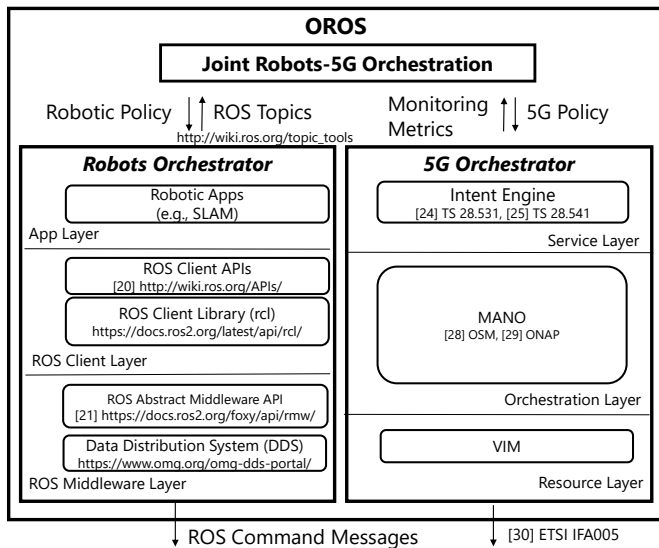 OROS
Joint Robots-5G Orchestration
Robotic Policy
ROS Topics
http://wiki.ros.org/topic_tools
Monitoring
Metrics
5G Policy
Robots Orchestrator
Robotic Apps
(e.g., SLAM)
App Layer
ROS Client APIs
[20] http://wiki.ros.org/APIs/
ROS Client Library (rcl)
https://docs.ros2.org/latest/api/rcl/
ROS Client Layer
ROS Abstract Middleware API
[21] https://docs.ros2.org/foxy/api/rmw/
Data Distribution System (DDS)
https://www.omg.org/omg-dds-portal/
ROS Middleware Layer
5G Orchestrator
Intent Engine
[24] TS 28.531, [25] TS 28.541
Service Layer
MANO
[28] OSM, [29] ONAP
Orchestration Layer
VIM
Resource Layer
ROS Command Messages
[30] ETSI IFA005